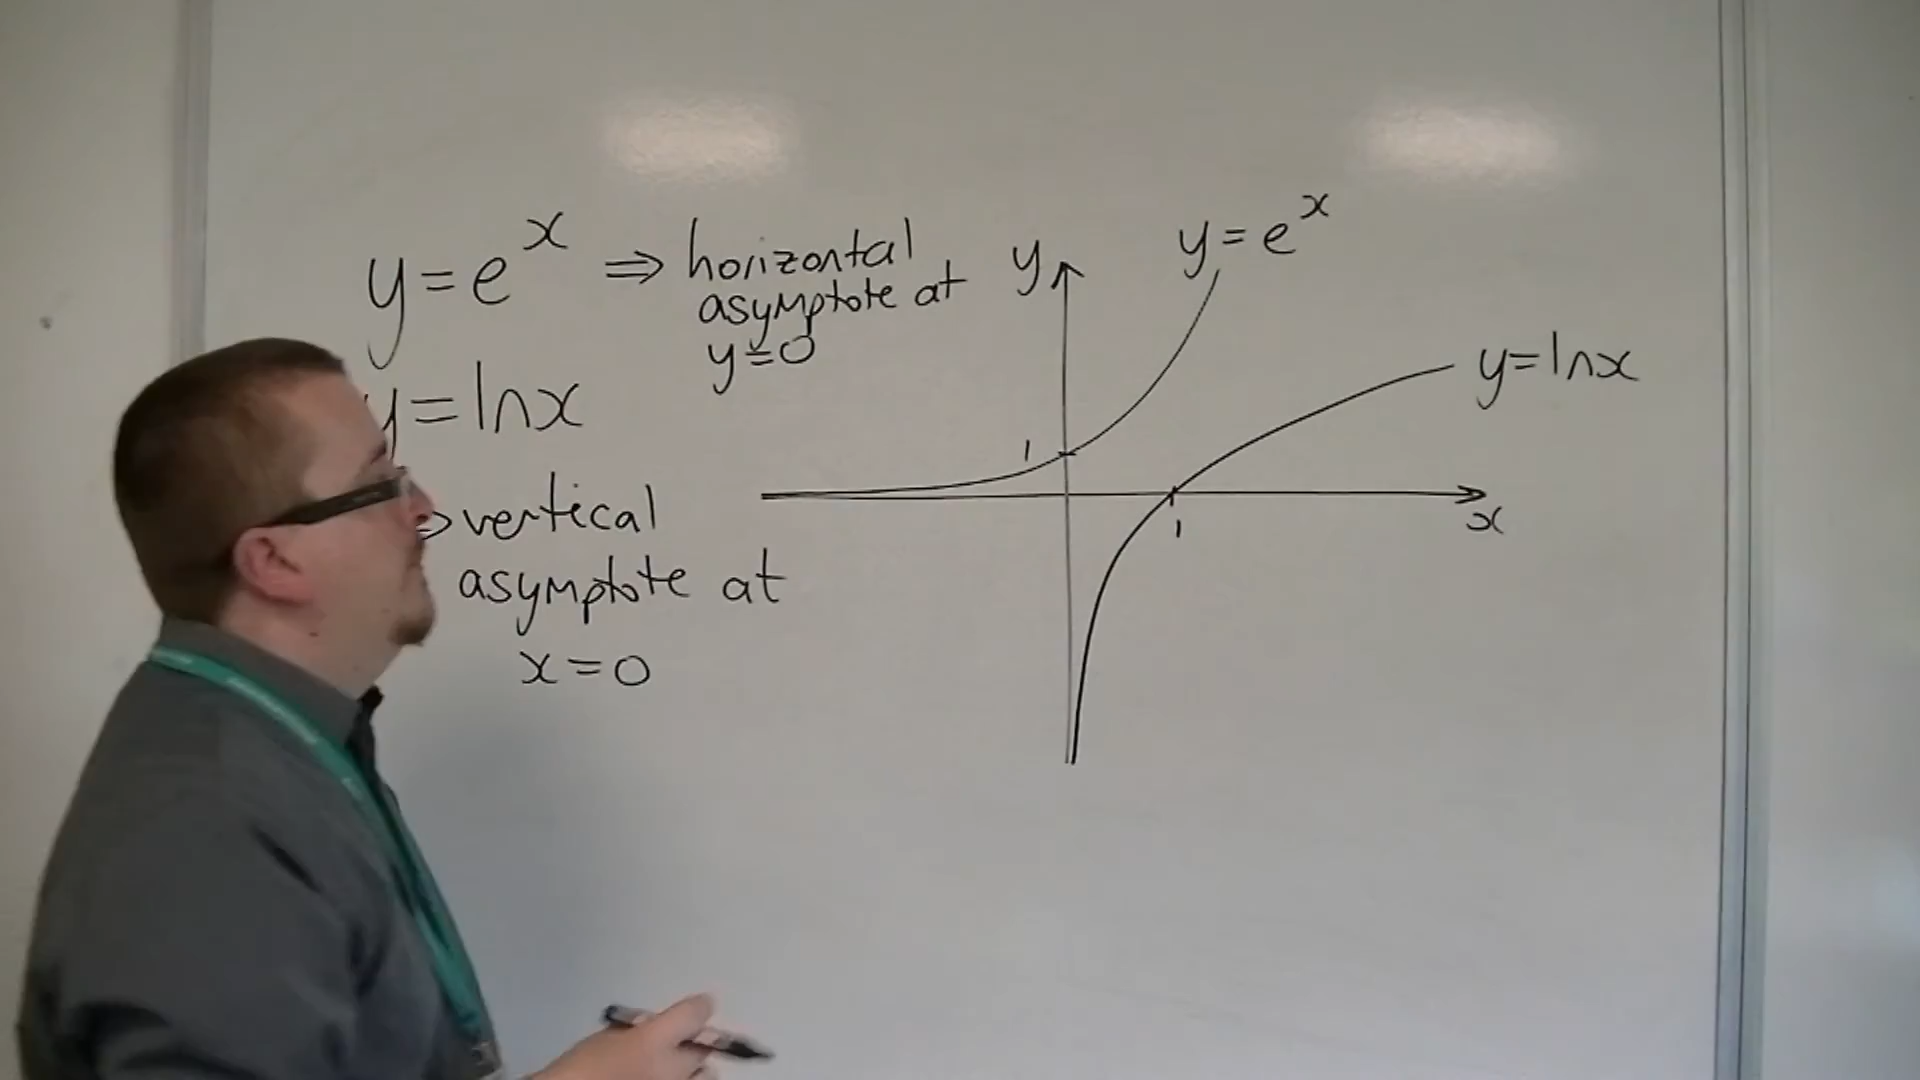 y = e^x ⇒ horizontal
asymptote at
y = 0
y = ln x
⇒ vertical
asymptote at
x = 0
y
y = e^x
y = ln x
1
1
x